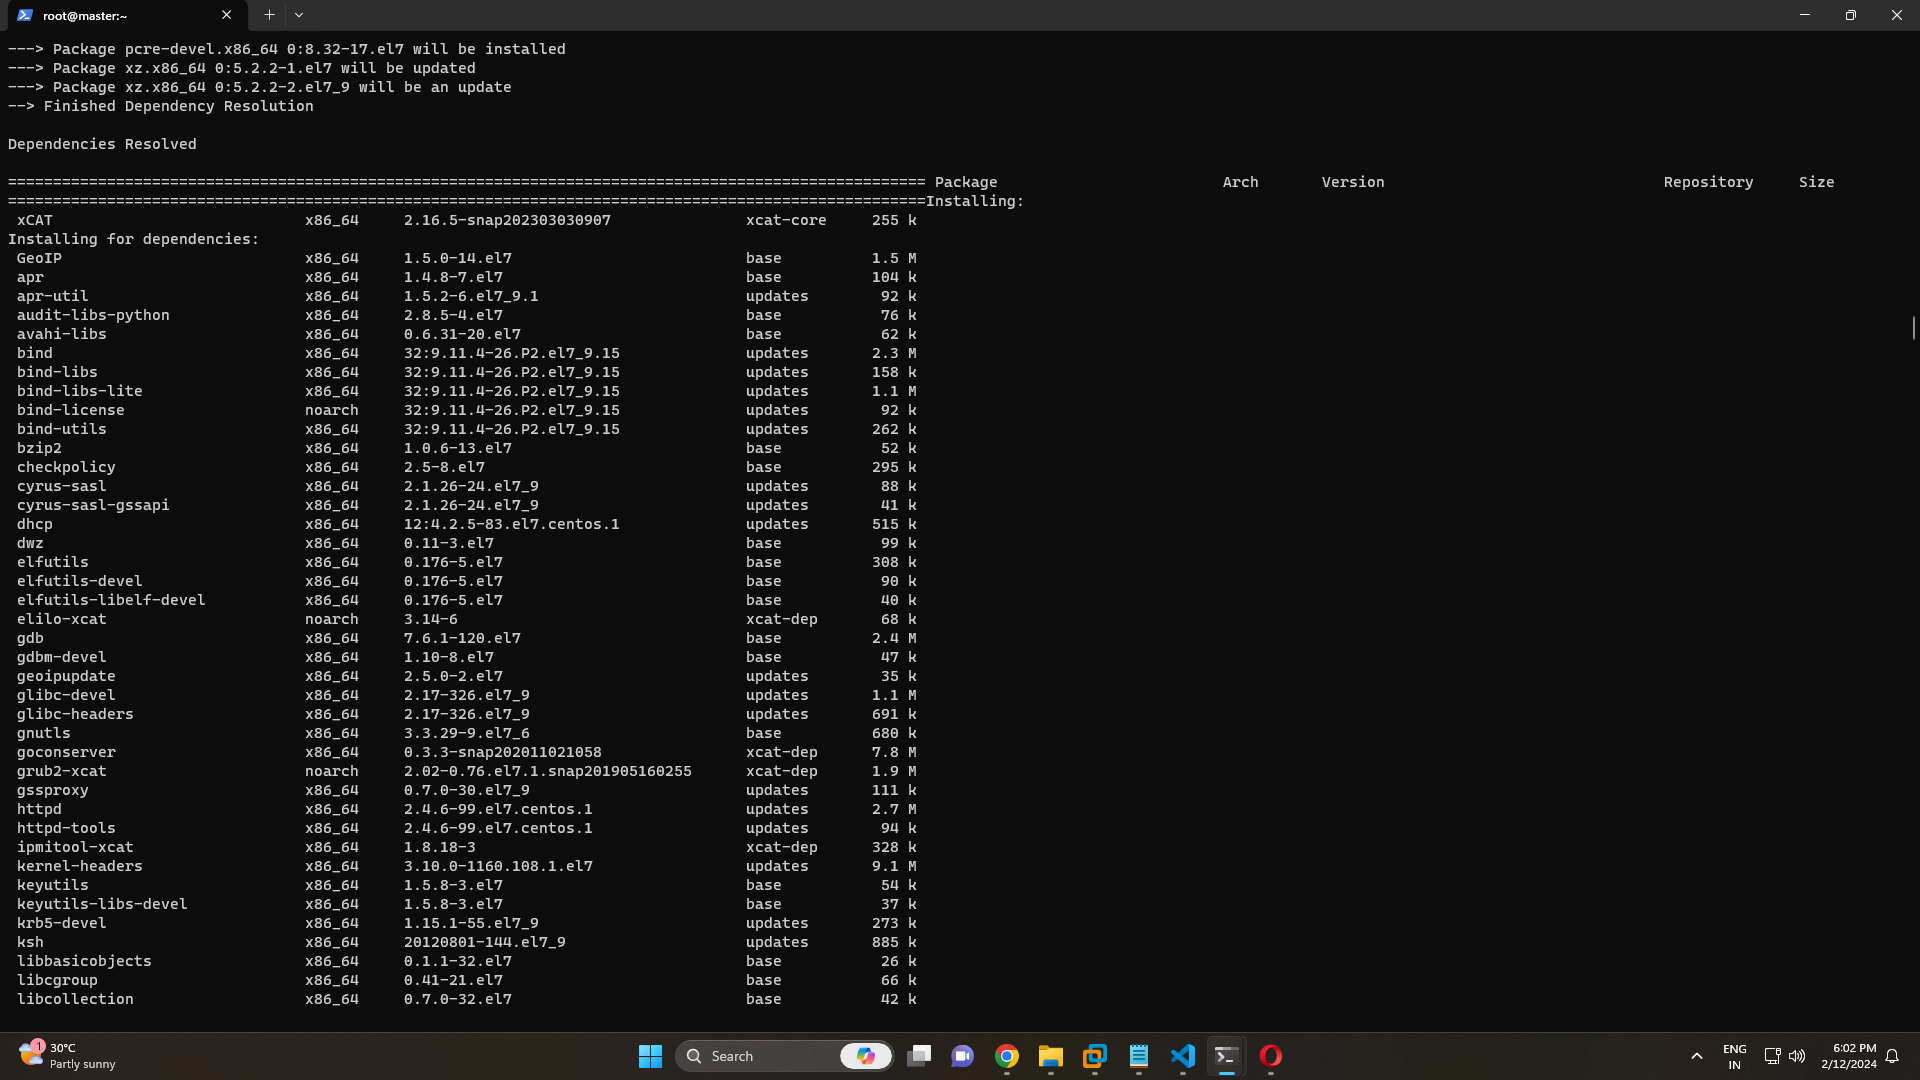 root@master:~
---> Package pcre-devel.x86_64 0:8.32-17.el7 will be installed
---> Package xz.x86_64 0:5.2.2-1.el7 will be updated
---> Package xz.x86_64 0:5.2.2-2.el7_9 will be an update
--> Finished Dependency Resolution
Dependencies Resolved
====================================================================================================== Package Arch Version Repository Size
======================================================================================================Installing:
xCAT x86_64 2.16.5-snap202303030907 xcat-core 255 k
Installing for dependencies:
GeoIP x86_64 1.5.0-14.el7 base 1.5 M
apr x86_64 1.4.8-7.el7 base 104 k
apr-util x86_64 1.5.2-6.el7_9.1 updates 92 k
audit-libs-python x86_64 2.8.5-4.el7 base 76 k
avahi-libs x86_64 0.6.31-20.el7 base 62 k
bind x86_64 32:9.11.4-26.P2.el7_9.15 updates 2.3 M
bind-libs x86_64 32:9.11.4-26.P2.el7_9.15 updates 158 k
bind-libs-lite x86_64 32:9.11.4-26.P2.el7_9.15 updates 1.1 M
bind-license noarch 32:9.11.4-26.P2.el7_9.15 updates 92 k
bind-utils x86_64 32:9.11.4-26.P2.el7_9.15 updates 262 k
bzip2 x86_64 1.0.6-13.el7 base 52 k
checkpolicy x86_64 2.5-8.el7 base 295 k
cyrus-sasl x86_64 2.1.26-24.el7_9 updates 88 k
cyrus-sasl-gssapi x86_64 2.1.26-24.el7_9 updates 41 k
dhcp x86_64 12:4.2.5-83.el7.centos.1 updates 515 k
dwz x86_64 0.11-3.el7 base 99 k
elfutils x86_64 0.176-5.el7 base 308 k
elfutils-devel x86_64 0.176-5.el7 base 90 k
elfutils-libelf-devel x86_64 0.176-5.el7 base 40 k
elilo-xcat noarch 3.14-6 xcat-dep 68 k
gdb x86_64 7.6.1-120.el7 base 2.4 M
gdbm-devel x86_64 1.10-8.el7 base 47 k
geoipupdate x86_64 2.5.0-2.el7 updates 35 k
glibc-devel x86_64 2.17-326.el7_9 updates 1.1 M
glibc-headers x86_64 2.17-326.el7_9 updates 691 k
gnutls x86_64 3.3.29-9.el7_6 base 680 k
goconserver x86_64 0.3.3-snap202011021058 xcat-dep 7.8 M
grub2-xcat noarch 2.02-0.76.el7.1.snap201905160255 xcat-dep 1.9 M
gssproxy x86_64 0.7.0-30.el7_9 updates 111 k
httpd x86_64 2.4.6-99.el7.centos.1 updates 2.7 M
httpd-tools x86_64 2.4.6-99.el7.centos.1 updates 94 k
ipmitool-xcat x86_64 1.8.18-3 xcat-dep 328 k
kernel-headers x86_64 3.10.0-1160.108.1.el7 updates 9.1 M
keyutils x86_64 1.5.8-3.el7 base 54 k
keyutils-libs-devel x86_64 1.5.8-3.el7 base 37 k
krb5-devel x86_64 1.15.1-55.el7_9 updates 273 k
ksh x86_64 20120801-144.el7_9 updates 885 k
libbasicobjects x86_64 0.1.1-32.el7 base 26 k
libcgroup x86_64 0.41-21.el7 base 66 k
libcollection x86_64 0.7.0-32.el7 base 42 k
1
30°C
Partly sunny
Search
ENG
IN
6:02 PM
2/12/2024